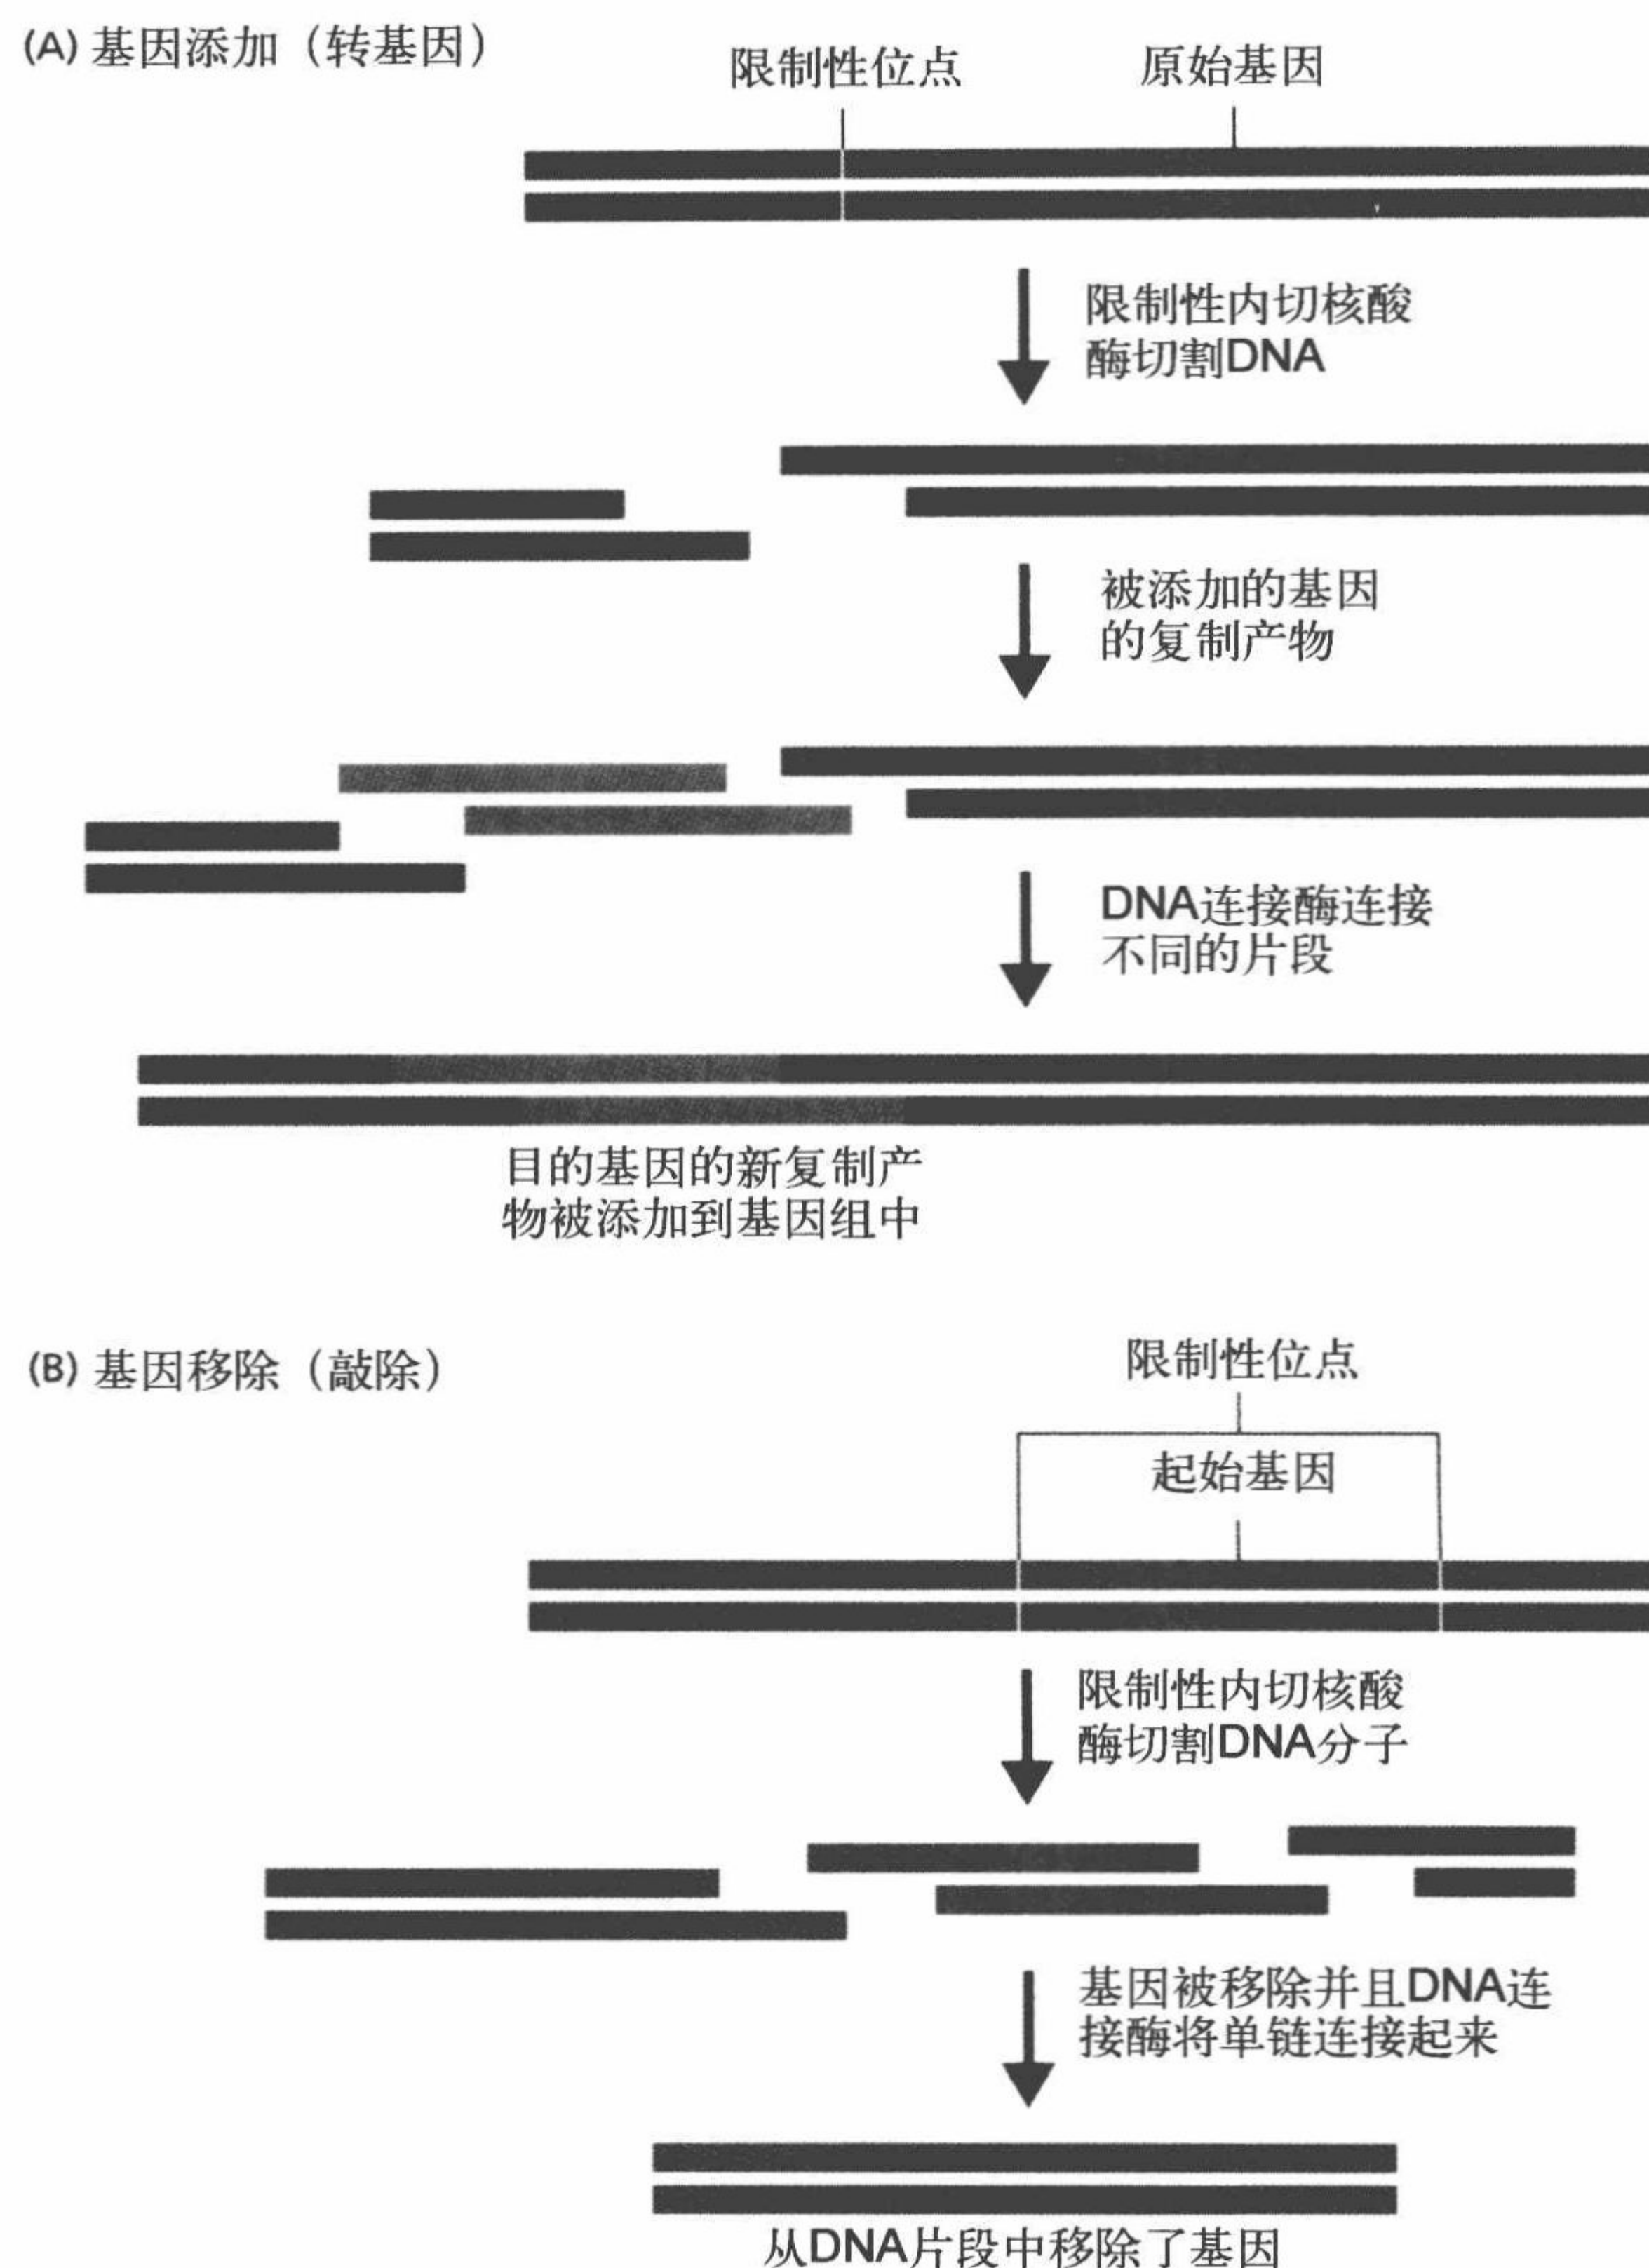 (A) 基因添加（转基因）
限制性位点
原始基因
限制性内切核酸
酶切割DNA
被添加的基因
的复制产物
DNA连接酶连接
不同的片段
目的基因的新复制产
物被添加到基因组中
(B) 基因移除（敲除）
限制性位点
起始基因
限制性内切核酸
酶切割DNA分子
基因被移除并且DNA连
接酶将单链连接起来
从DNA片段中移除了基因